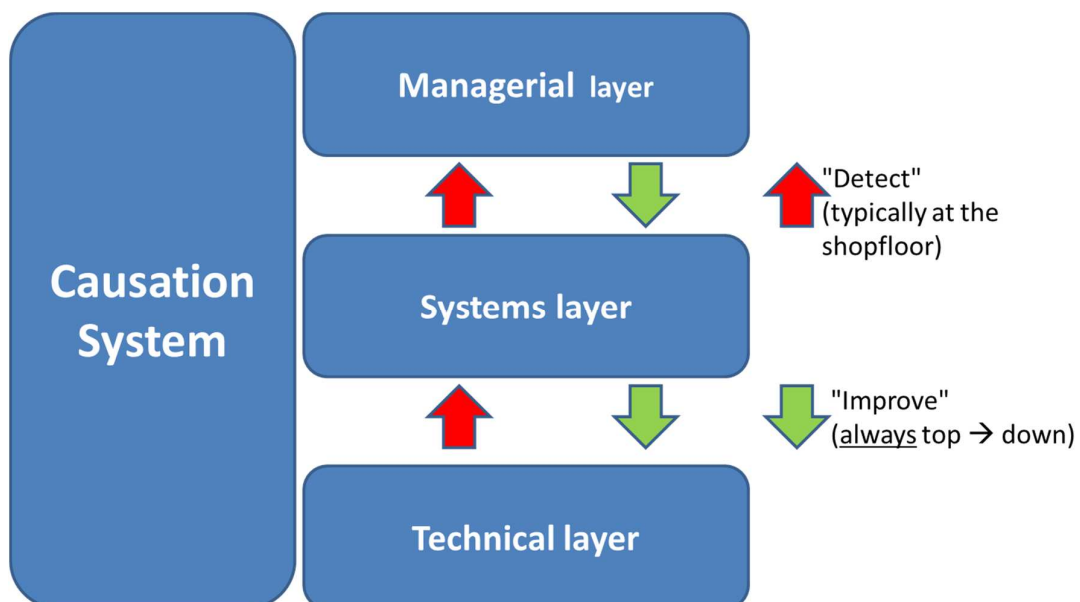 Causation
System
Managerial layer
"Detect"
(typically at the
shopfloor)
Systems layer
"Improve"
(always top → down)
Technical layer